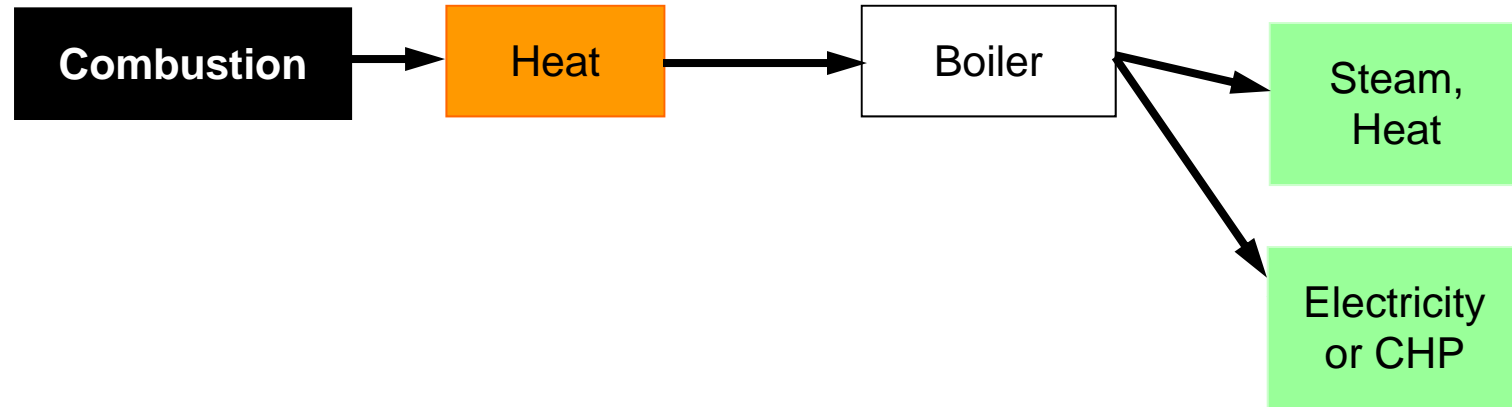 Combustion
Heat
Boiler
Steam,
Heat
Electricity
or CHP